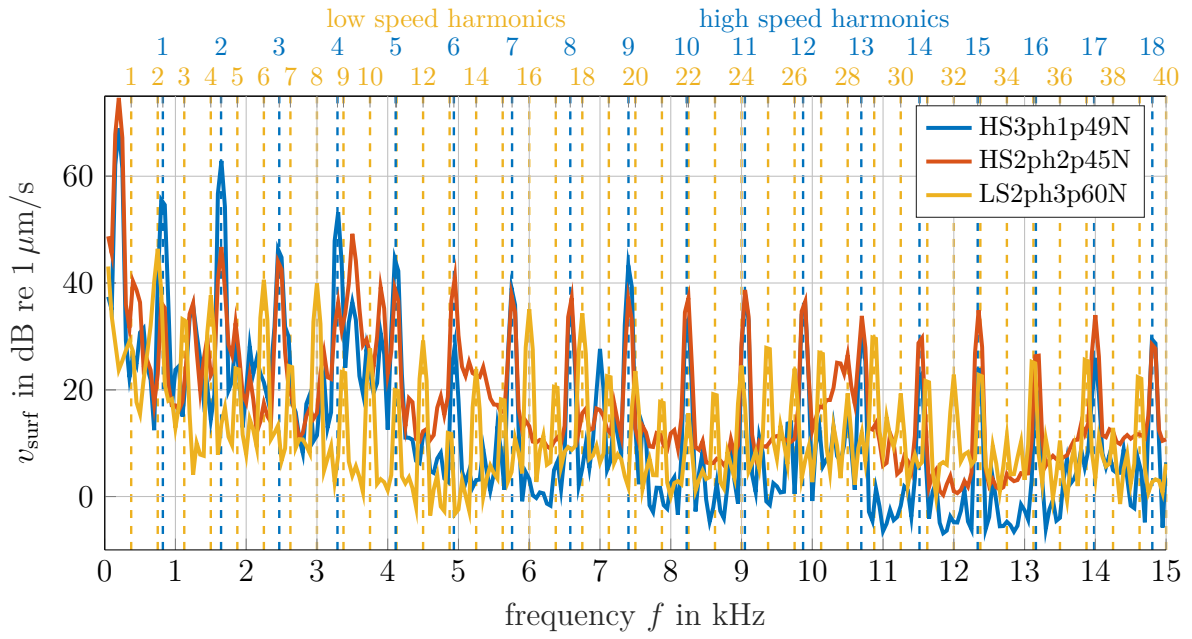 low speed harmonics high speed harmonics
1 2 3 4 5 6 7 8 9 10 11 12 13 14 15 16 17 18
1 2 3 4 5 6 7 8 9 10 12 14 16 18 20 22 24 26 28 30 32 34 36 38 40
HS3ph1p49N
HS2ph2p45N
LS2ph3p60N
60
40
20
0
v_surf in dB re 1 μm/s
0 1 2 3 4 5 6 7 8 9 10 11 12 13 14 15
frequency f in kHz